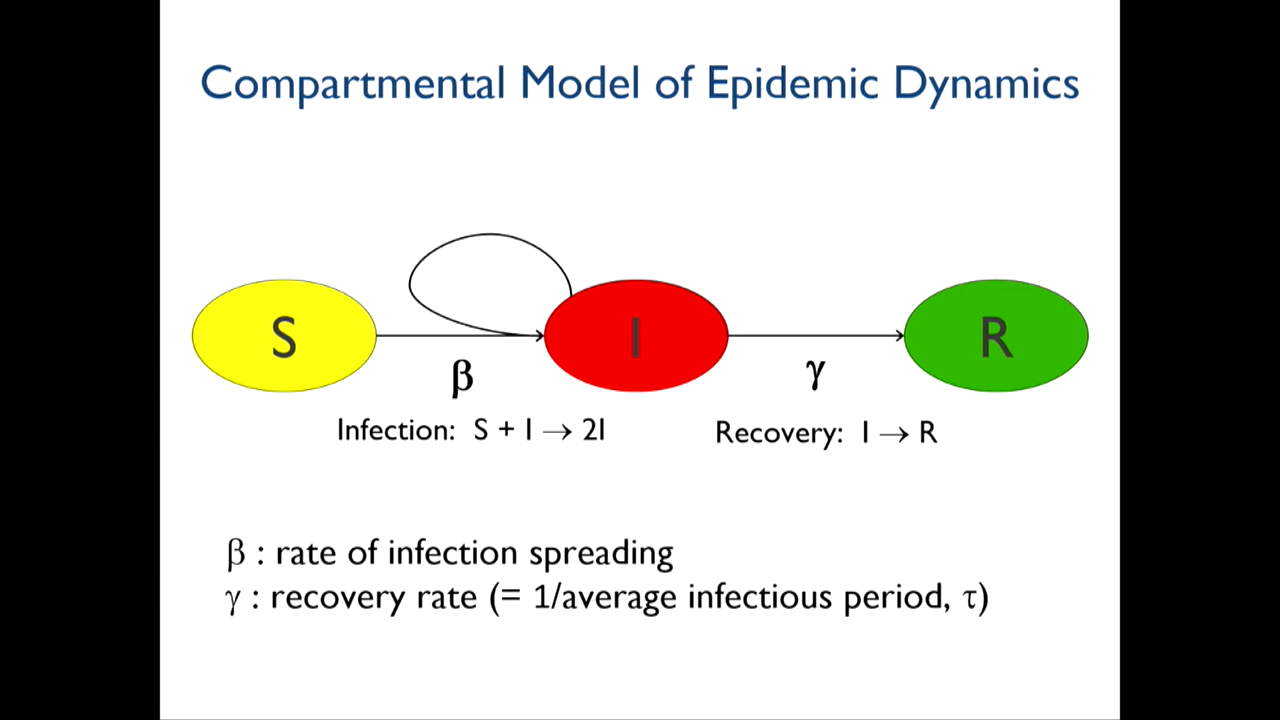 Compartmental Model of Epidemic Dynamics
S
I
R
β
γ
Infection: S + I → 2I
Recovery: I → R
β : rate of infection spreading
γ : recovery rate (= 1/average infectious period, τ)